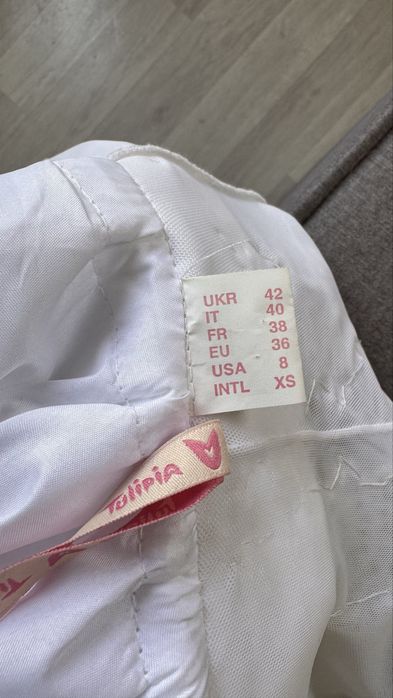 UKR 42
IT 40
FR 38
EU 36
USA 8
INTL XS
TulipiA